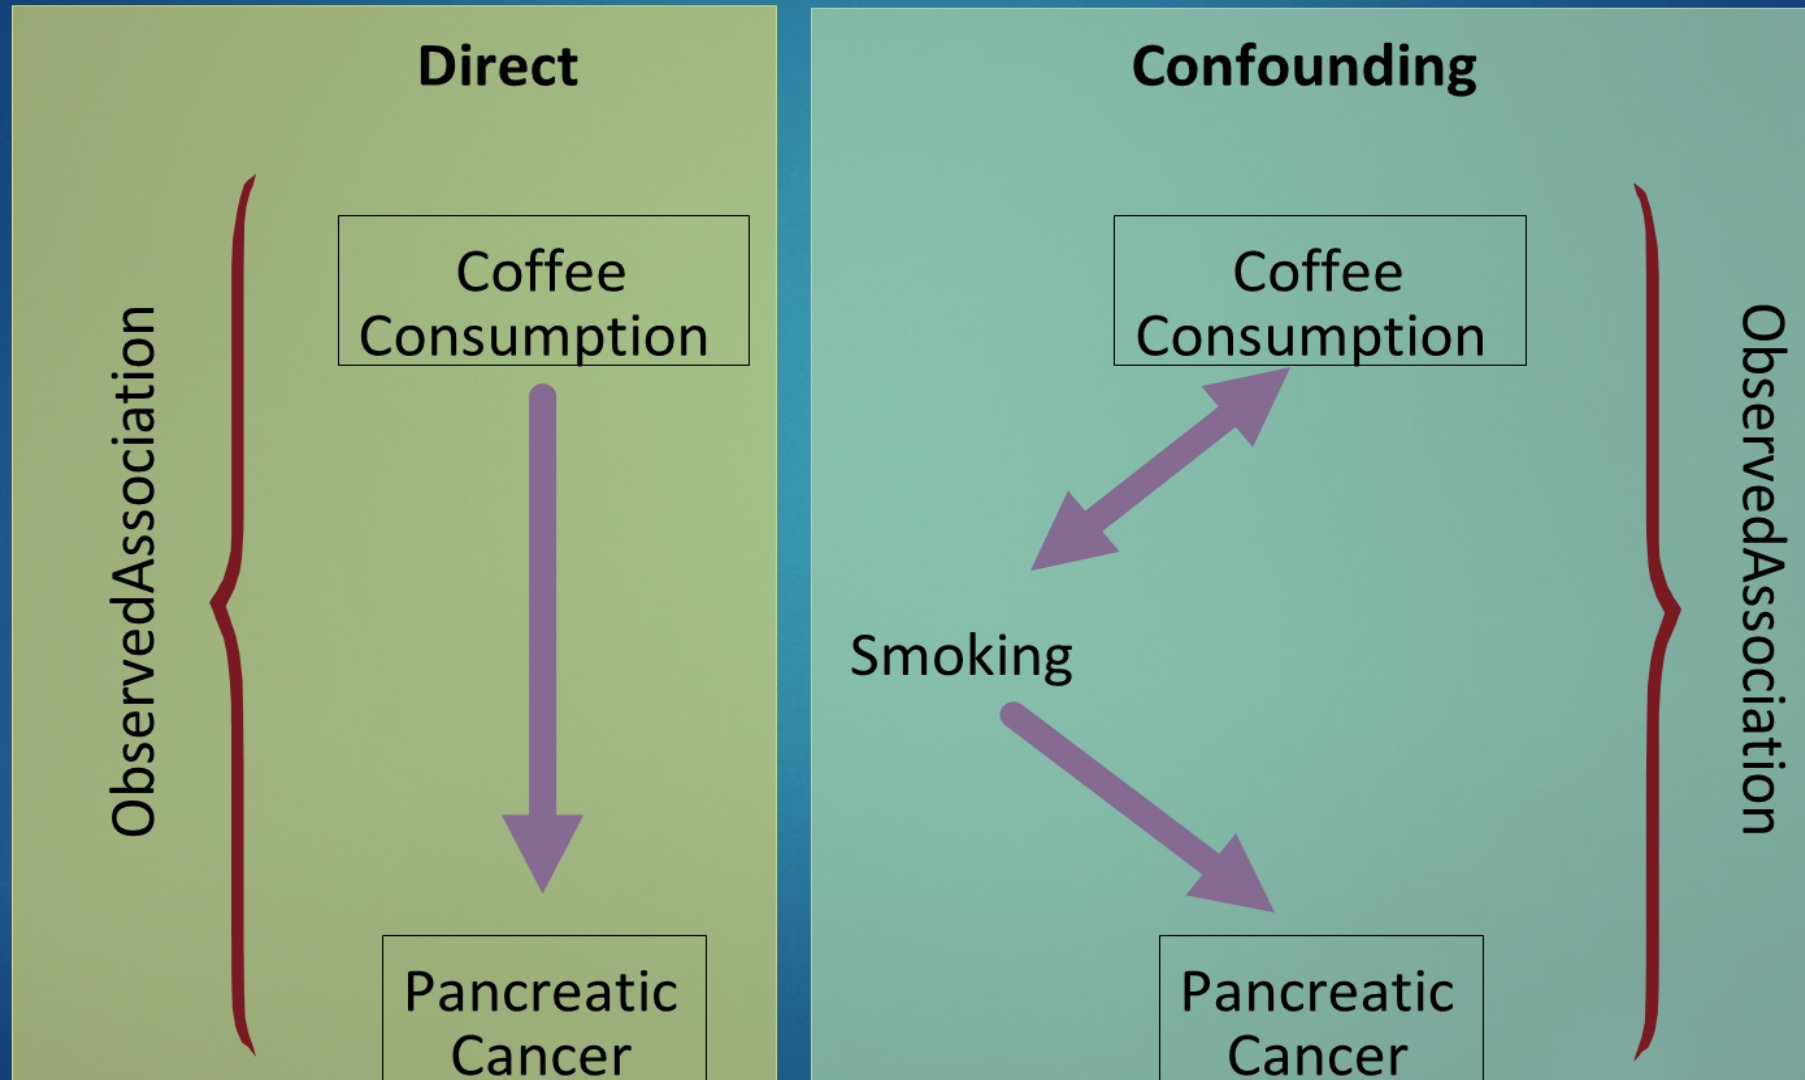 Direct
ObservedAssociation
Coffee
Consumption
Pancreatic
Cancer
Confounding
Coffee
Consumption
Smoking
Pancreatic
Cancer
ObservedAssociation